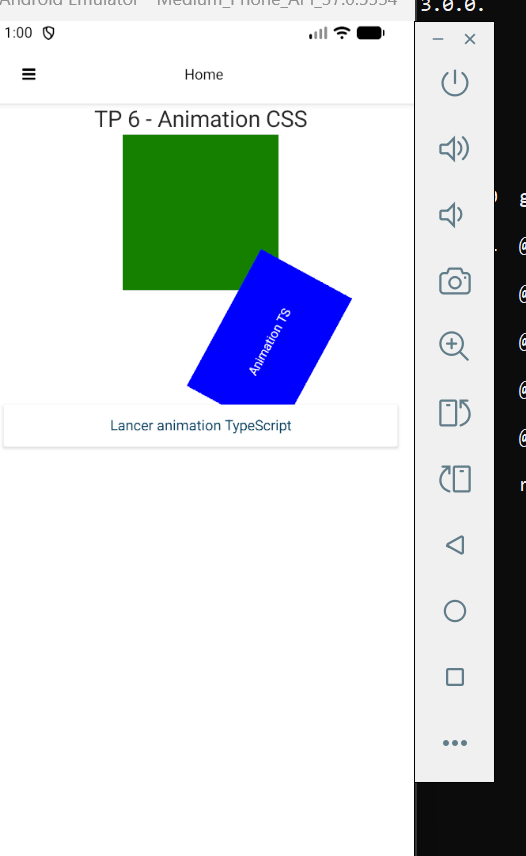 Android Emulator - Medium_Phone_API_37.0:5554
3.0.0.
1:00
Home
TP 6 - Animation CSS
Animation TS
Lancer animation TypeScript